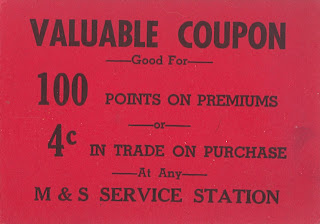 VALUABLE COUPON
Good For
100 POINTS ON PREMIUMS
or
4c IN TRADE ON PURCHASE
At Any
M & S SERVICE STATION